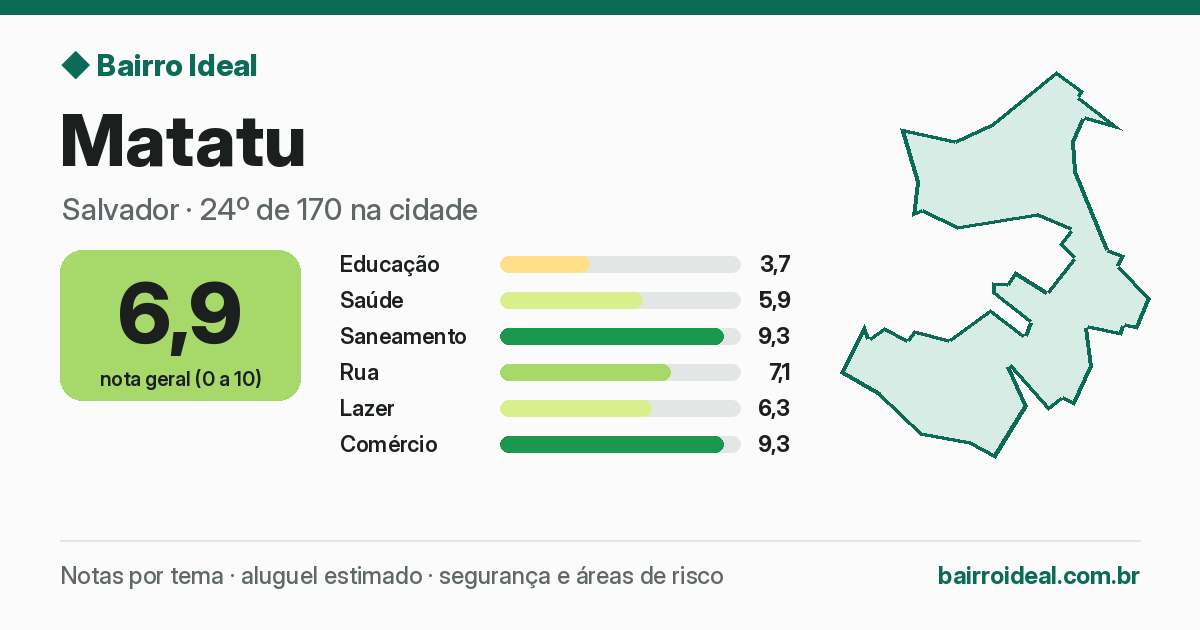 Bairro Ideal
Matatu
Salvador · 24º de 170 na cidade
6,9
nota geral (0 a 10)
Educação 3,7
Saúde 5,9
Saneamento 9,3
Rua 7,1
Lazer 6,3
Comércio 9,3
Notas por tema · aluguel estimado · segurança e áreas de risco
bairroideal.com.br